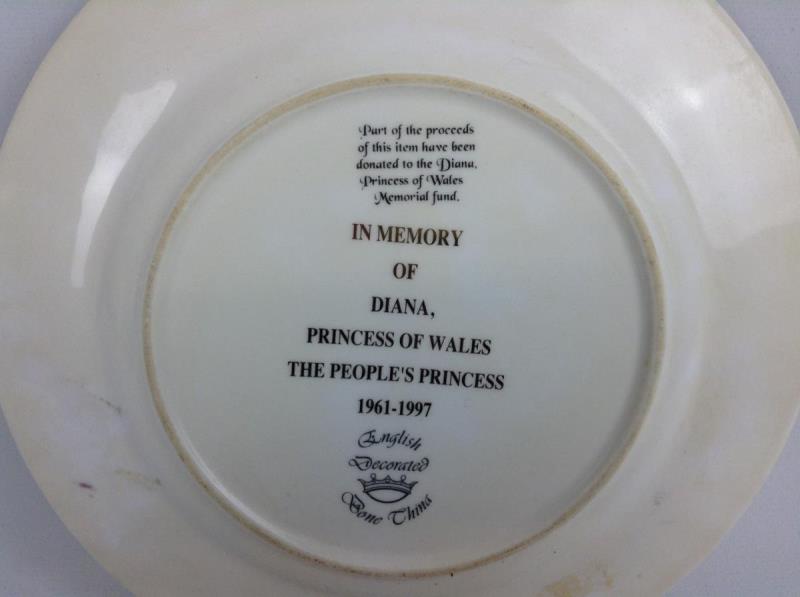 Part of the proceeds
of this item have been
donated to the Diana,
Princess of Wales
Memorial fund.
IN MEMORY
OF
DIANA,
PRINCESS OF WALES
THE PEOPLE'S PRINCESS
1961-1997
English
Decorated
Bone China